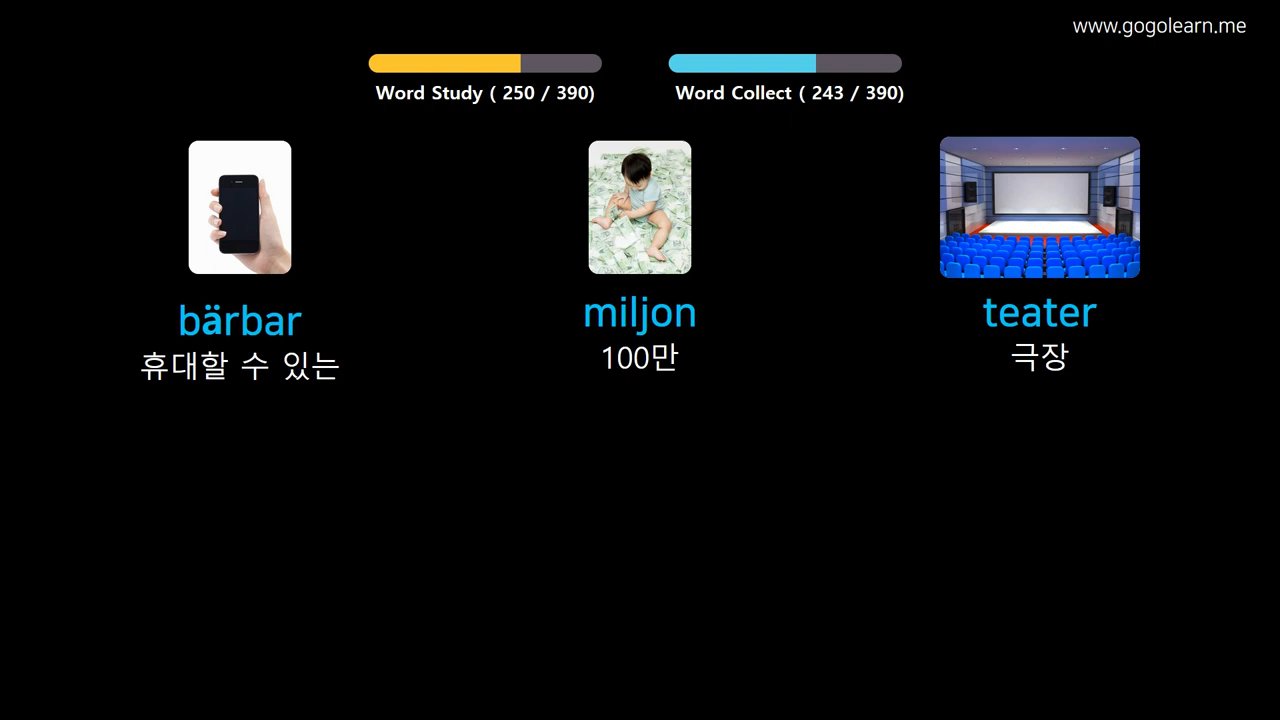 www.gogolearn.me
Word Study ( 250 / 390)
Word Collect ( 243 / 390)
bärbar
휴대할 수 있는
miljon
100만
teater
극장